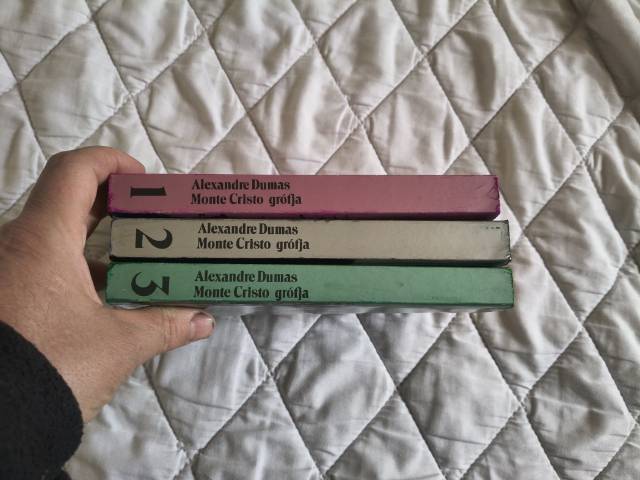 1
Alexandre Dumas
Monte Cristo grófja
2
Alexandre Dumas
Monte Cristo grófja
3
Alexandre Dumas
Monte Cristo grófja